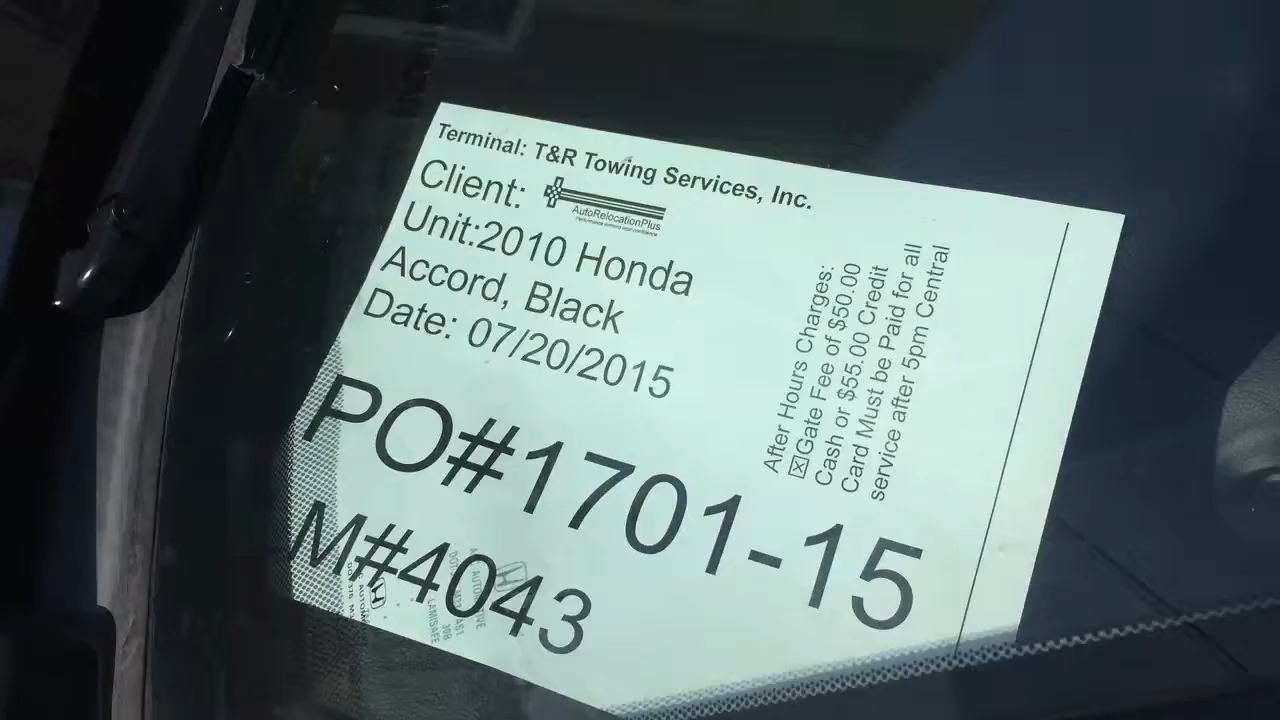 Terminal: T&R Towing Services, Inc.
Client: AutoRelocationPlus
Unit:2010 Honda
Accord, Black
Date: 07/20/2015
PO#1701-15
M#4043
After Hours Charges:
☒Gate Fee of $50.00
Cash or $55.00 Credit
Card Must be Paid for all
service after 5pm Central
LAMISAFE